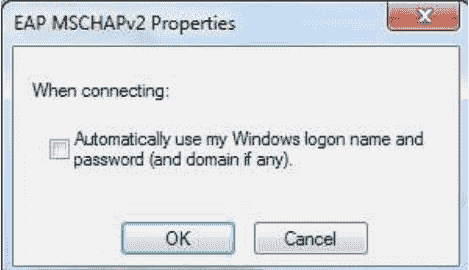 EAP MSCHAPv2 Properties
When connecting:
Automatically use my Windows logon name and
password (and domain if any).
OK
Cancel